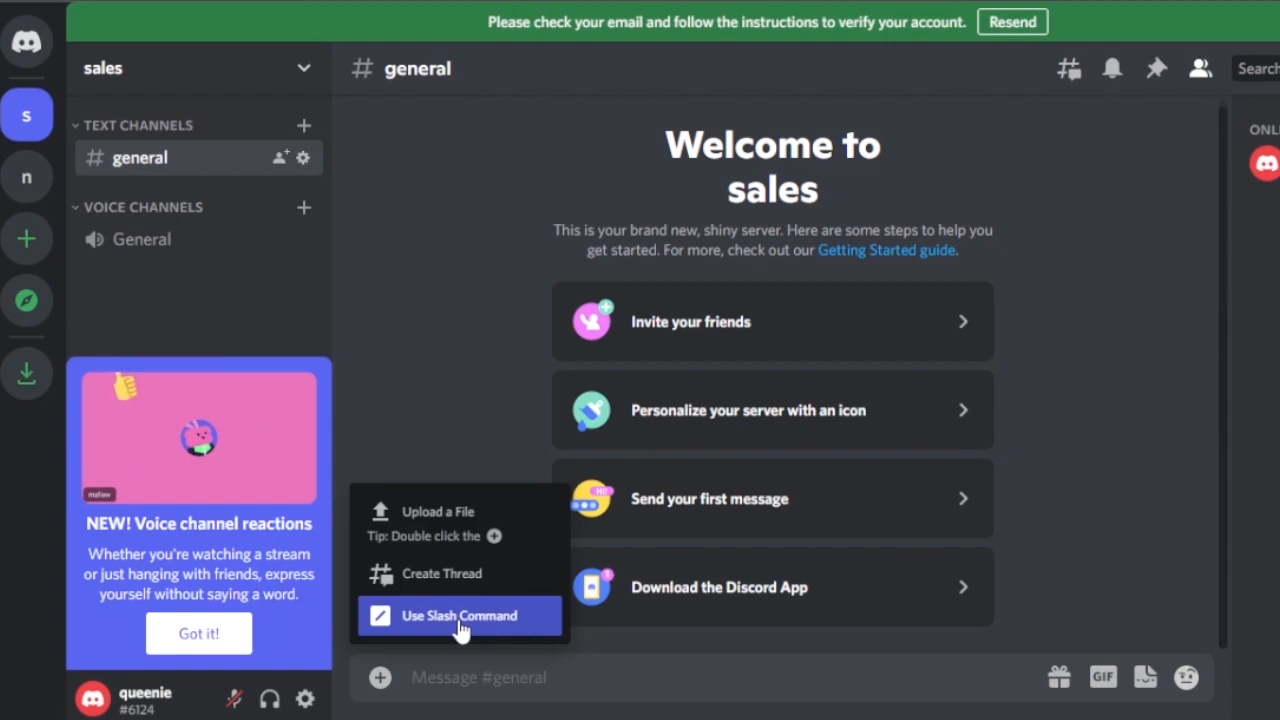 Please check your email and follow the instructions to verify your account. Resend
sales
# general
Search
s
n
TEXT CHANNELS
general
VOICE CHANNELS
General
Welcome to
sales
This is your brand new, shiny server. Here are some steps to help you
get started. For more, check out our Getting Started guide.
Invite your friends
Personalize your server with an icon
Send your first message
Download the Discord App
ONLI
mallow
NEW! Voice channel reactions
Whether you're watching a stream
or just hanging with friends, express
yourself without saying a word.
Got it!
Upload a File
Tip: Double click the
Create Thread
Use Slash Command
Message #general
GIF
queenie
#6124